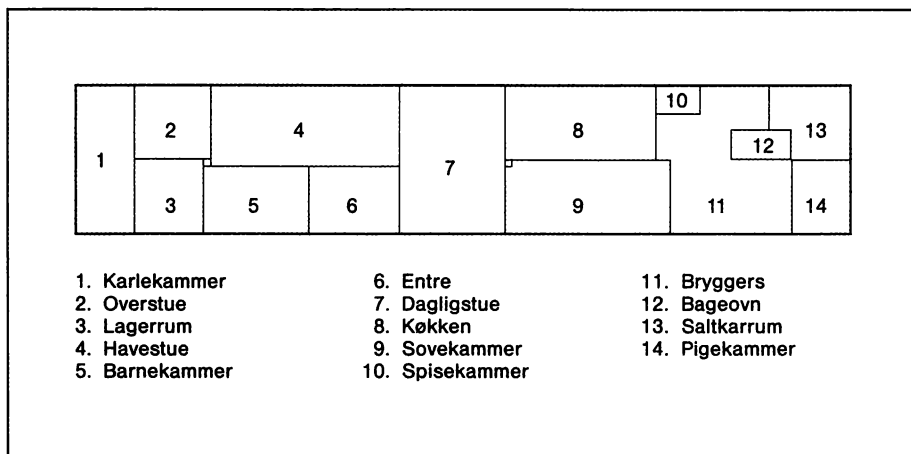 10
2
4
8
13
12
1
7
3
5
6
9
11
14
1. Karlekammer
2. Overstue
3. Lagerrum
4. Havestue
5. Barnekammer
6. Entre
7. Dagligstue
8. Køkken
9. Sovekammer
10. Spisekammer
11. Bryggers
12. Bageovn
13. Saltkarrum
14. Pigekammer